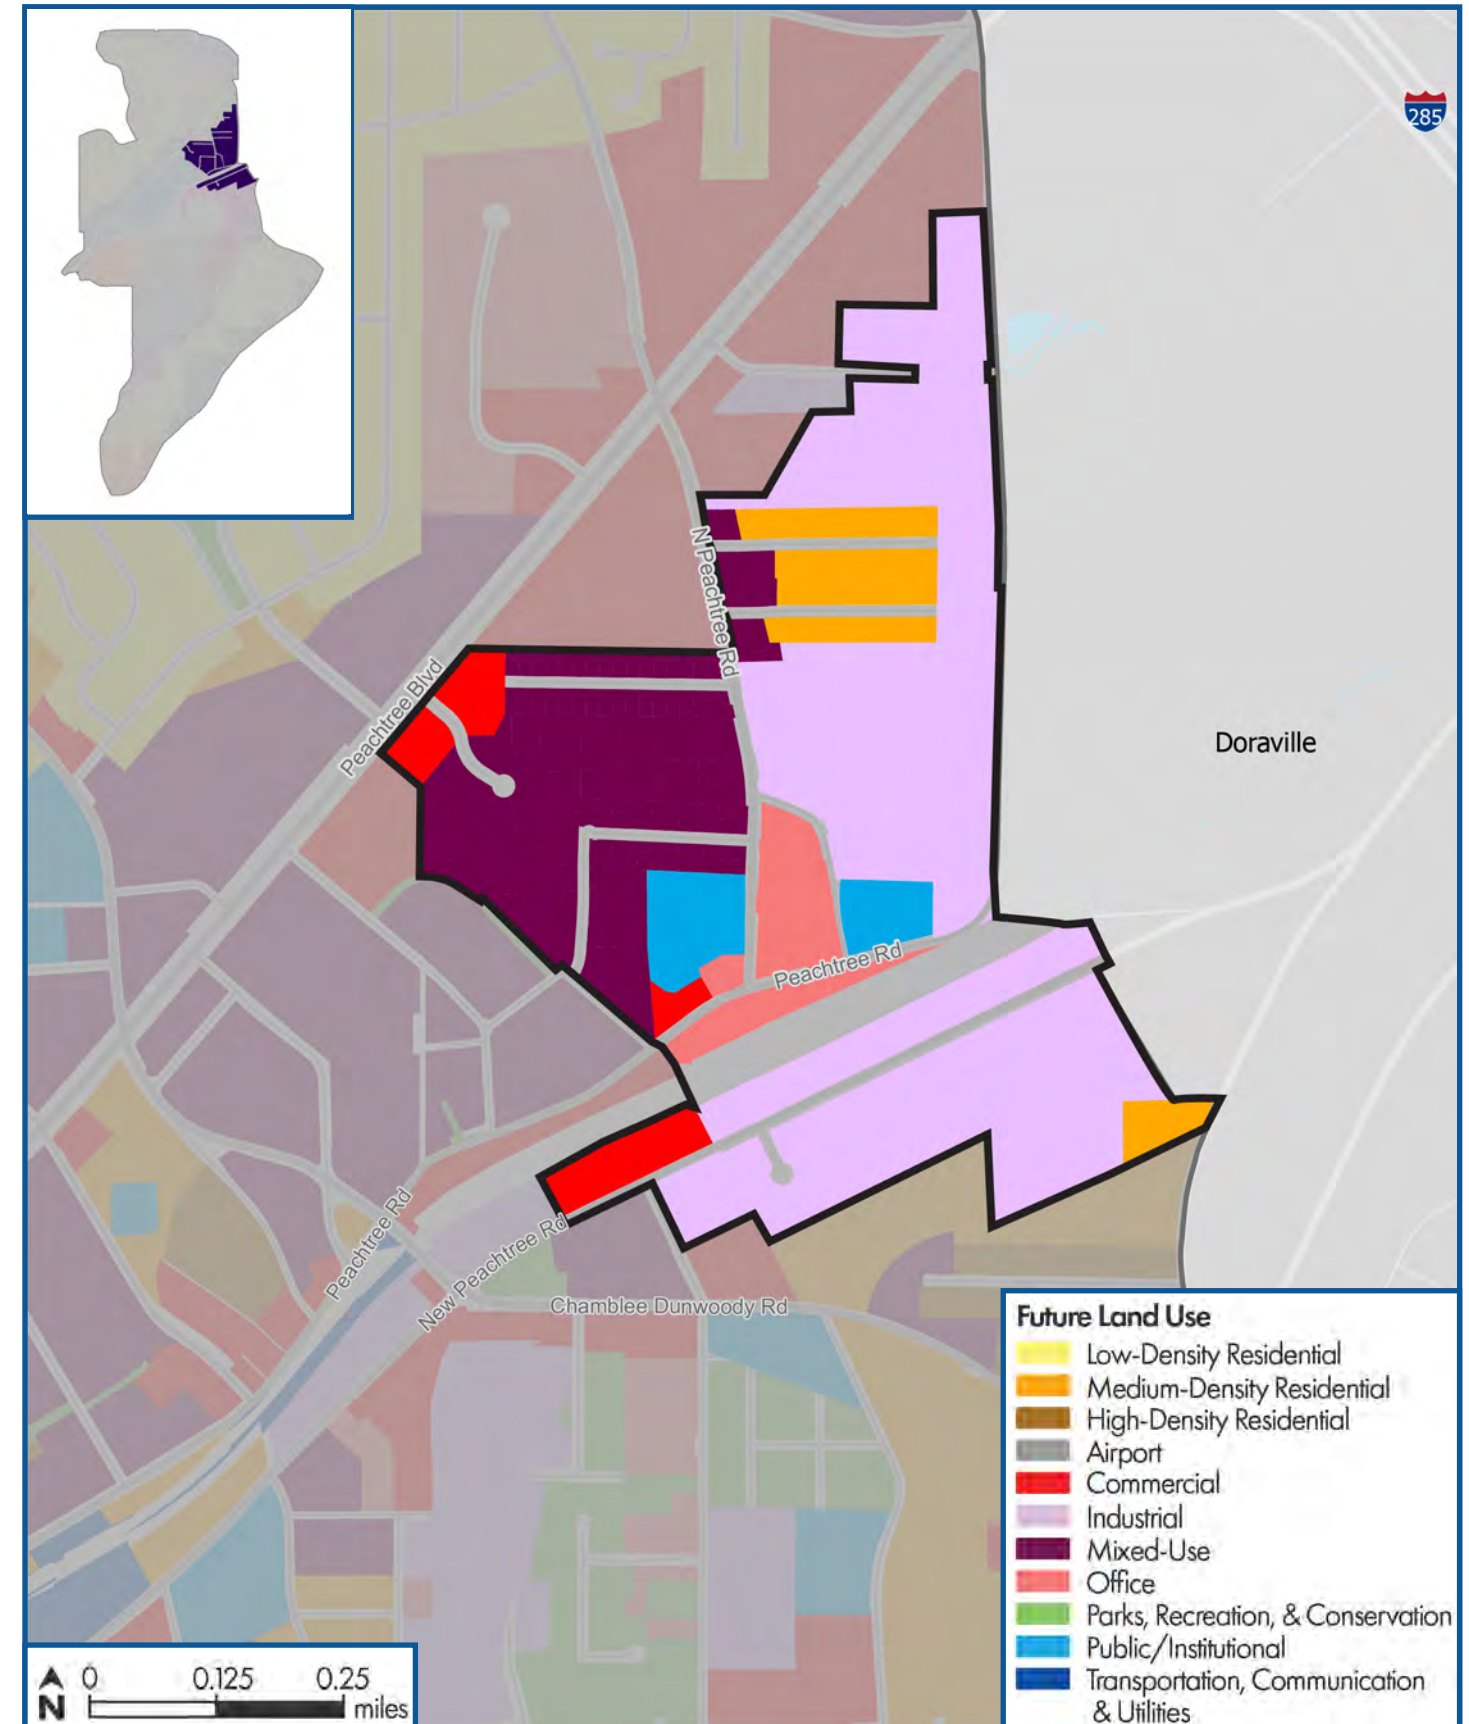 285
N Peachtree Rd
Peachtree Blvd
Doraville
Peachtree Rd
Peachtree Rd
New Peachtree Rd
Chamblee Dunwoody Rd
Future Land Use
Low-Density Residential
Medium-Density Residential
High-Density Residential
Airport
Commercial
Industrial
Mixed-Use
Office
Parks, Recreation, & Conservation
Public/Institutional
Transportation, Communication
& Utilities
N
0 0.125 0.25
miles